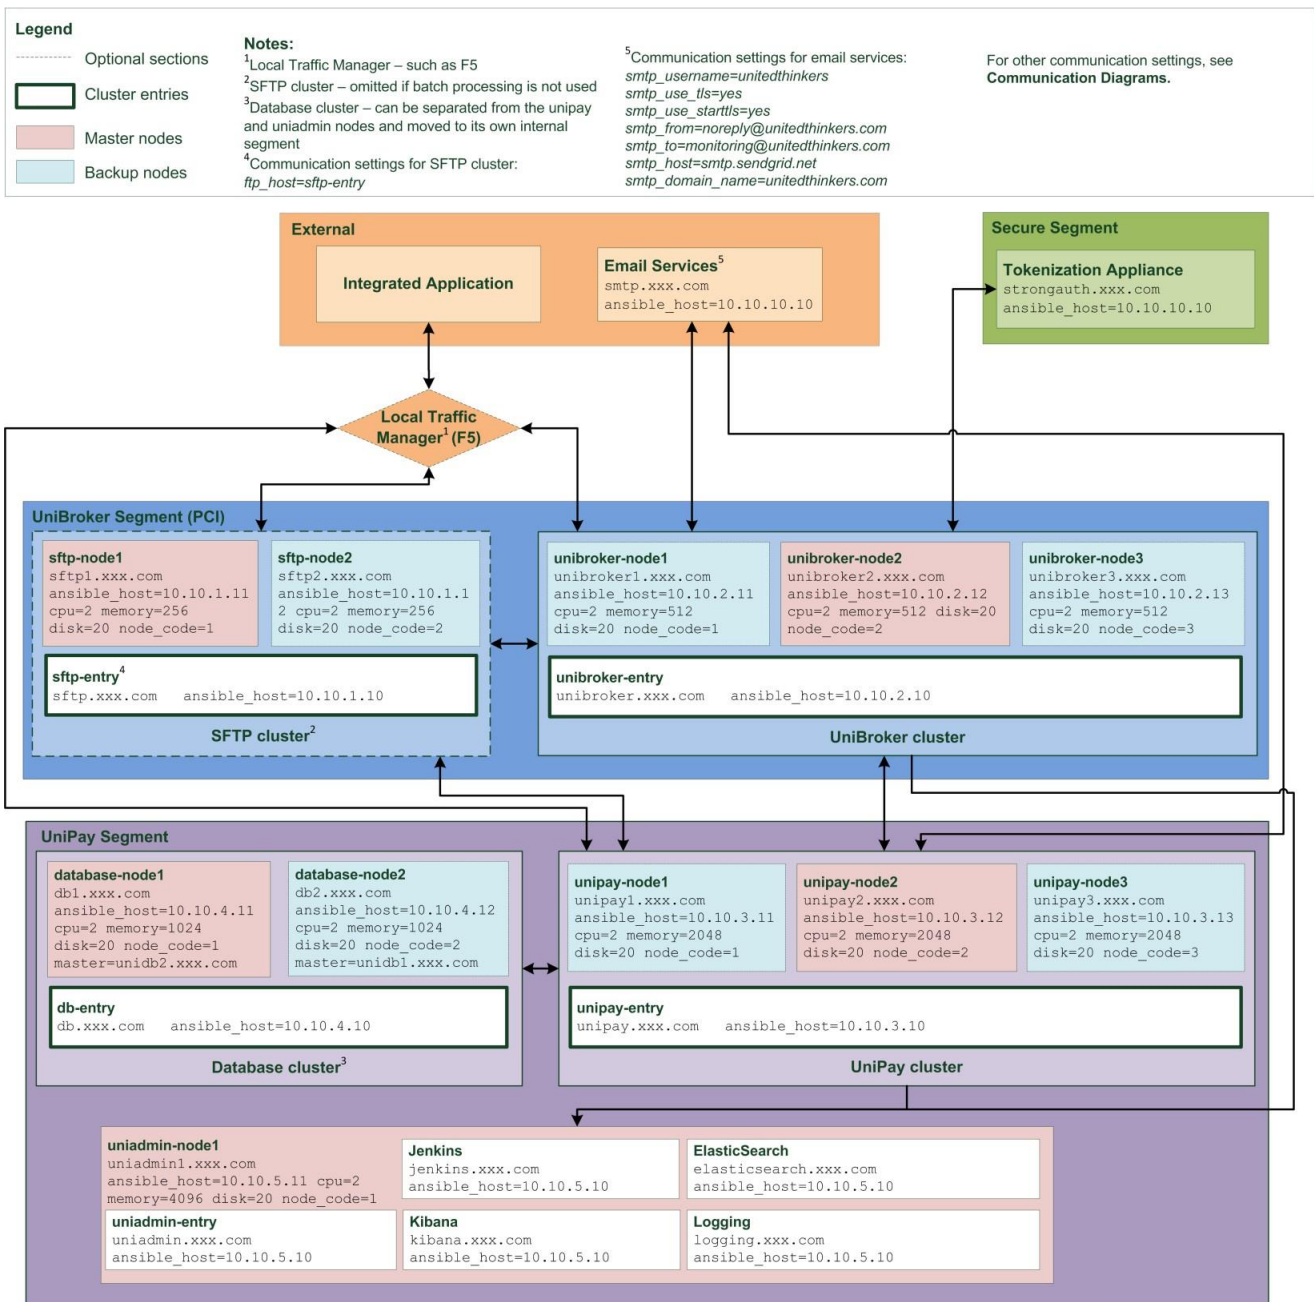 Legend
Optional sections
Cluster entries
Master nodes
Backup nodes
Notes:
1Local Traffic Manager – such as F5
2SFTP cluster – omitted if batch processing is not used
3Database cluster – can be separated from the unipay
and uniadmin nodes and moved to its own internal
segment
4Communication settings for SFTP cluster:
ftp_host=sftp-entry
5Communication settings for email services:
smtp_username=unitedthinkers
smtp_use_tls=yes
smtp_use_starttls=yes
smtp_from=noreply@unitedthinkers.com
smtp_to=monitoring@unitedthinkers.com
smtp_host=smtp.sendgrid.net
smtp_domain_name=unitedthinkers.com
For other communication settings, see
Communication Diagrams.
External
Integrated Application
Email Services5
smtp.xxx.com
ansible_host=10.10.10.10
Secure Segment
Tokenization Appliance
strongauth.xxx.com
ansible_host=10.10.10.10
Local Traffic
Manager1 (F5)
UniBroker Segment (PCI)
sftp-node1
sftp1.xxx.com
ansible_host=10.10.1.11
cpu=2 memory=256
disk=20 node_code=1
sftp-node2
sftp2.xxx.com
ansible_host=10.10.1.1
2 cpu=2 memory=256
disk=20 node_code=2
sftp-entry4
sftp.xxx.com ansible_host=10.10.1.10
SFTP cluster2
unibroker-node1
unibroker1.xxx.com
ansible_host=10.10.2.11
cpu=2 memory=512
disk=20 node_code=1
unibroker-node2
unibroker2.xxx.com
ansible_host=10.10.2.12
cpu=2 memory=512 disk=20
node_code=2
unibroker-node3
unibroker3.xxx.com
ansible_host=10.10.2.13
cpu=2 memory=512
disk=20 node_code=3
unibroker-entry
unibroker.xxx.com ansible_host=10.10.2.10
UniBroker cluster
UniPay Segment
database-node1
db1.xxx.com
ansible_host=10.10.4.11
cpu=2 memory=1024
disk=20 node_code=1
master=unidb2.xxx.com
database-node2
db2.xxx.com
ansible_host=10.10.4.12
cpu=2 memory=1024
disk=20 node_code=2
master=unidb1.xxx.com
db-entry
db.xxx.com ansible_host=10.10.4.10
Database cluster3
unipay-node1
unipay1.xxx.com
ansible_host=10.10.3.11
cpu=2 memory=2048
disk=20 node_code=1
unipay-node2
unipay2.xxx.com
ansible_host=10.10.3.12
cpu=2 memory=2048
disk=20 node_code=2
unipay-node3
unipay3.xxx.com
ansible_host=10.10.3.13
cpu=2 memory=2048
disk=20 node_code=3
unipay-entry
unipay.xxx.com ansible_host=10.10.3.10
UniPay cluster
uniadmin-node1
uniadmin1.xxx.com
ansible_host=10.10.5.11 cpu=2
memory=4096 disk=20 node_code=1
Jenkins
jenkins.xxx.com
ansible_host=10.10.5.10
ElasticSearch
elasticsearch.xxx.com
ansible_host=10.10.5.10
uniadmin-entry
uniadmin.xxx.com
ansible_host=10.10.5.10
Kibana
kibana.xxx.com
ansible_host=10.10.5.10
Logging
logging.xxx.com
ansible_host=10.10.5.10